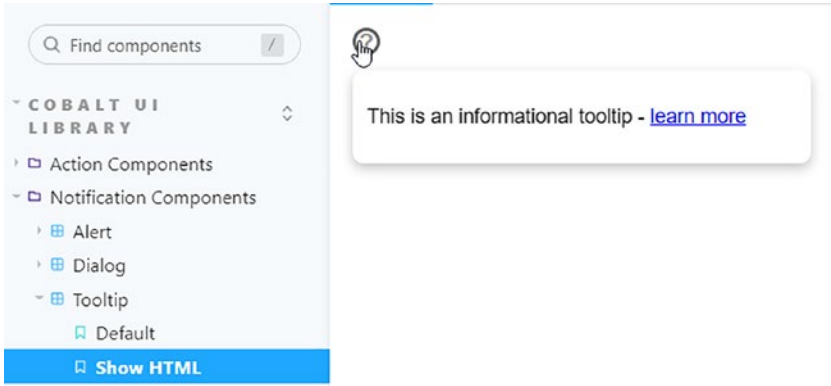 Find components /
COBALT UI
LIBRARY
Action Components
Notification Components
Alert
Dialog
Tooltip
Default
Show HTML
?
This is an informational tooltip - learn more